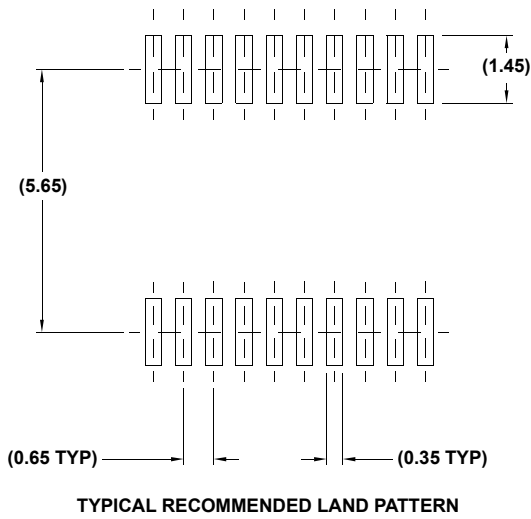 (1.45)
(5.65)
(0.65 TYP)
(0.35 TYP)
TYPICAL RECOMMENDED LAND PATTERN